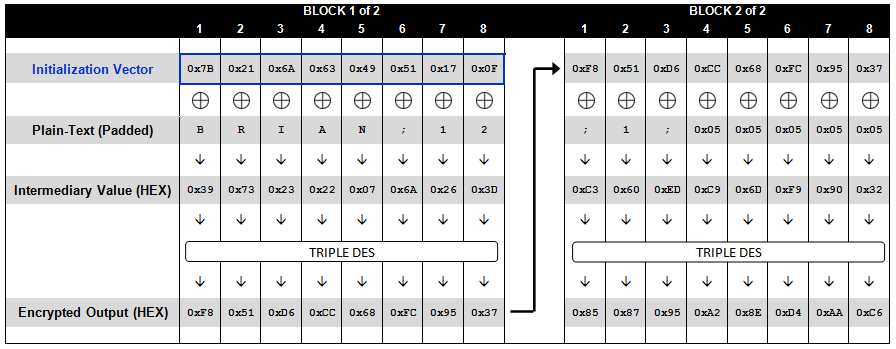 BLOCK 1 of 2 BLOCK 2 of 2
1 2 3 4 5 6 7 8 1 2 3 4 5 6 7 8
Initialization Vector 0x7B 0x21 0x6A 0x63 0x49 0x51 0x17 0x0F 0xF8 0x51 0xD6 0xCC 0x68 0xFC 0x95 0x37
Plain-Text (Padded) B R I A N ; 1 2 ; 1 ; 0x05 0x05 0x05 0x05 0x05
Intermediary Value (HEX) 0x39 0x73 0x23 0x22 0x07 0x6A 0x26 0x3D 0xC3 0x60 0xED 0xC9 0x6D 0xF9 0x90 0x32
TRIPLE DES TRIPLE DES
Encrypted Output (HEX) 0xF8 0x51 0xD6 0xCC 0x68 0xFC 0x95 0x37 0x85 0x87 0x95 0xA2 0x8E 0xD4 0xAA 0xC6